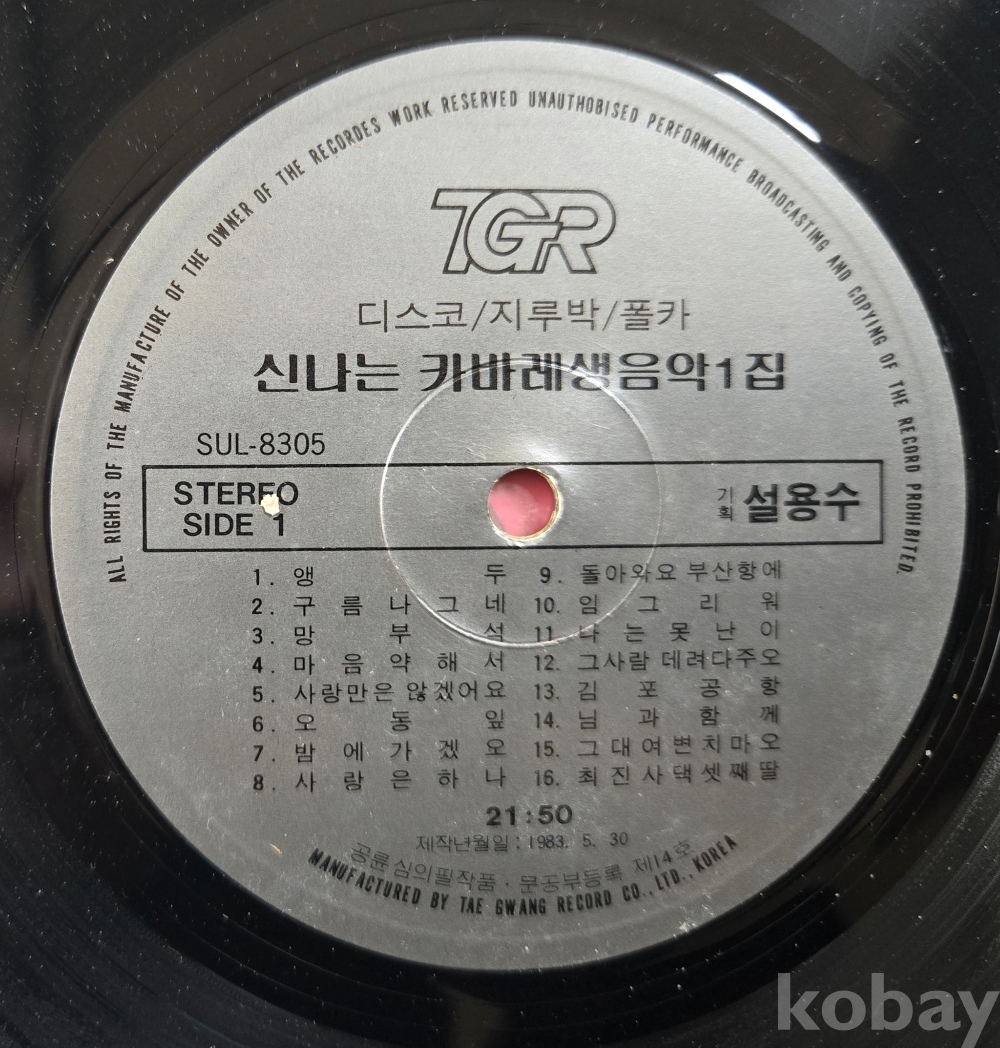 ALL RIGHTS OF THE MANUFACTURE OF THE OWNER OF THE RECORDES WORK RESERVED UNAUTHOBISED PERFORMANCE BROADCASTING AND COPYING OF THE RECORD PROHIBITED.
TGR
디스코/지루박/폴카
신나는 카바레생음악1집
SUL-8305
STEREO
SIDE 1
기획 설용수
1. 앵두
2. 구름나그네
3. 망부석
4. 마음약해서
5. 사랑만은 않겠어요
6. 오동잎
7. 밤에가겠오
8. 사랑은하나
9. 돌아와요 부산항에
10. 임그리워
11. 나는못난이
12. 그사람 데려다주오
13. 김포공항
14. 님과함께
15. 그대여변치마오
16. 최진사댁셋째딸
21:50
제작년월일 : 1983. 5. 30
공륜심의필작품 · 문공부등록 제14호
MANUFACTURED BY TAE GWANG RECORD CO., LTD., KOREA
kobay